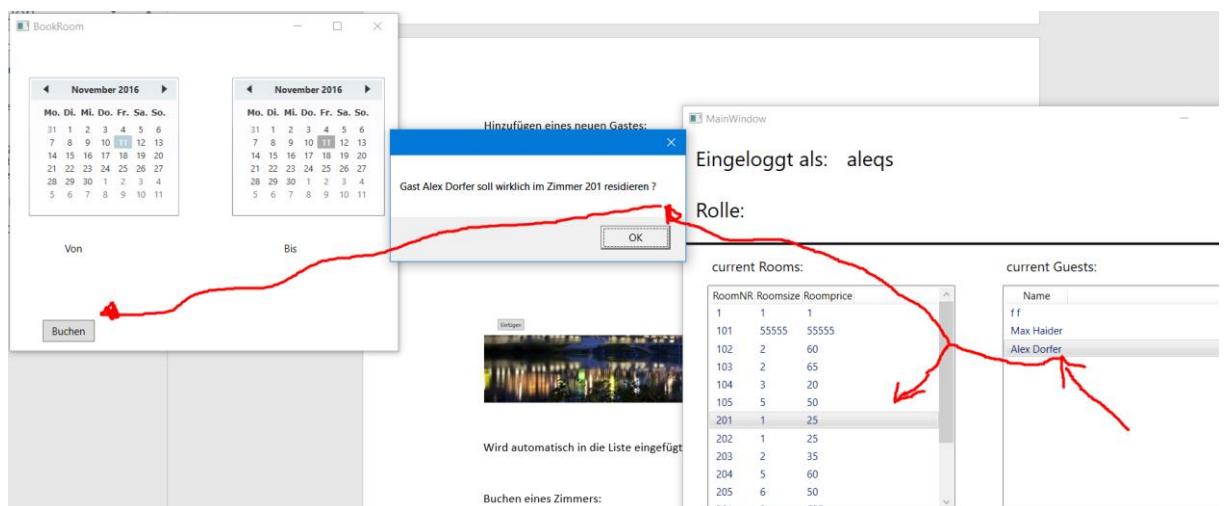 BookRoom
November 2016
Mo. Di. Mi. Do. Fr. Sa. So.
31 1 2 3 4 5 6
7 8 9 10 11 12 13
14 15 16 17 18 19 20
21 22 23 24 25 26 27
28 29 30 1 2 3 4
5 6 7 8 9 10 11
Von
November 2016
Mo. Di. Mi. Do. Fr. Sa. So.
31 1 2 3 4 5 6
7 8 9 10 11 12 13
14 15 16 17 18 19 20
21 22 23 24 25 26 27
28 29 30 1 2 3 4
5 6 7 8 9 10 11
Bis
Buchen
Hinzufügen eines neuen Gastes:
Gast Alex Dorfer soll wirklich im Zimmer 201 residieren ?
OK
Einfügen
Wird automatisch in die Liste eingefügt
Buchen eines Zimmers:
MainWindow
Eingeloggt als: aleqs
Rolle:
current Rooms:
RoomNR Roomsize Roomprice
1 1 1
101 55555 55555
102 2 60
103 2 65
104 3 20
105 5 50
201 1 25
202 1 25
203 2 35
204 5 60
205 6 50
current Guests:
Name
f f
Max Haider
Alex Dorfer